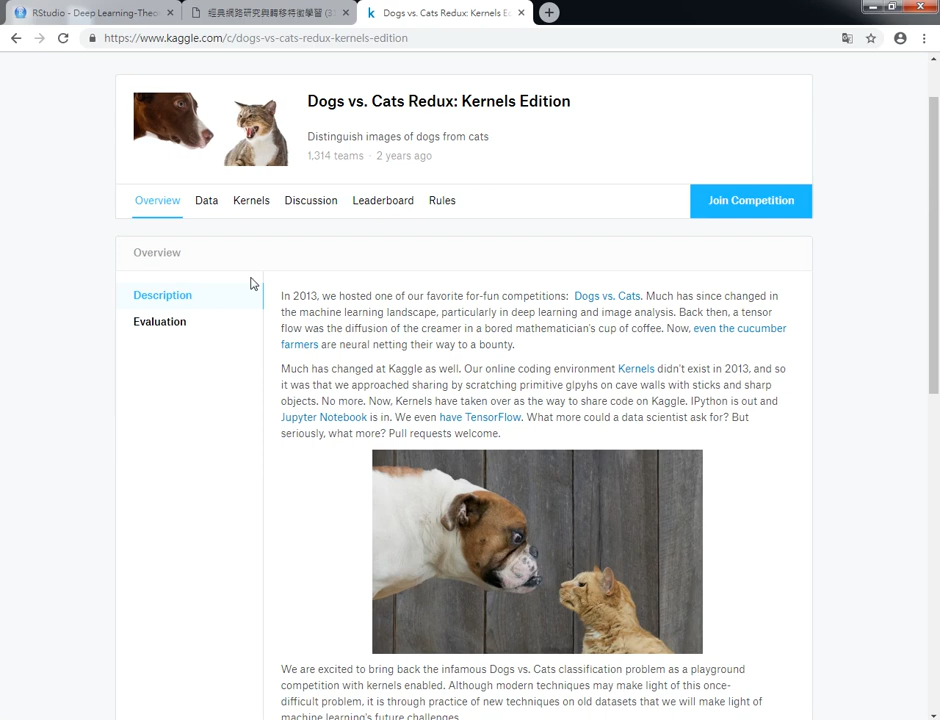 RStudio - Deep Learning-Theo
經典網路研究與轉移特徵學習 (3
Dogs vs. Cats Redux: Kernels Ed
https://www.kaggle.com/c/dogs-vs-cats-redux-kernels-edition
Dogs vs. Cats Redux: Kernels Edition
Distinguish images of dogs from cats
1,314 teams · 2 years ago
Overview Data Kernels Discussion Leaderboard Rules Join Competition
Overview
Description
Evaluation
In 2013, we hosted one of our favorite for-fun competitions: Dogs vs. Cats. Much has since changed in
the machine learning landscape, particularly in deep learning and image analysis. Back then, a tensor
flow was the diffusion of the creamer in a bored mathematician's cup of coffee. Now, even the cucumber
farmers are neural netting their way to a bounty.
Much has changed at Kaggle as well. Our online coding environment Kernels didn't exist in 2013, and so
it was that we approached sharing by scratching primitive glpyhs on cave walls with sticks and sharp
objects. No more. Now, Kernels have taken over as the way to share code on Kaggle. IPython is out and
Jupyter Notebook is in. We even have TensorFlow. What more could a data scientist ask for? But
seriously, what more? Pull requests welcome.
We are excited to bring back the infamous Dogs vs. Cats classification problem as a playground
competition with kernels enabled. Although modern techniques may make light of this once-
difficult problem, it is through practice of new techniques on old datasets that we will make light of
machine learning's future challenges.